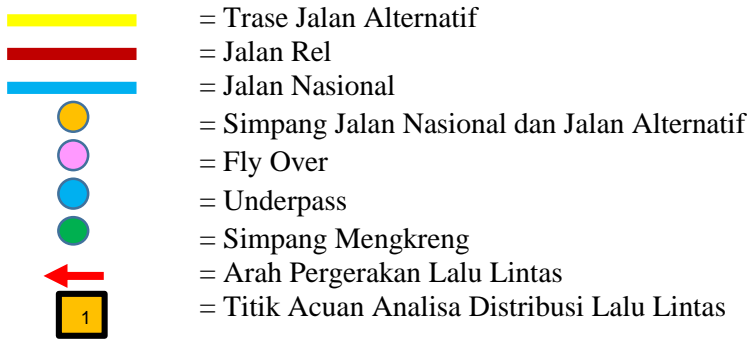 = Trase Jalan Alternatif
= Jalan Rel
= Jalan Nasional
= Simpang Jalan Nasional dan Jalan Alternatif
= Fly Over
= Underpass
= Simpang Mengkreng
= Arah Pergerakan Lalu Lintas
1 = Titik Acuan Analisa Distribusi Lalu Lintas